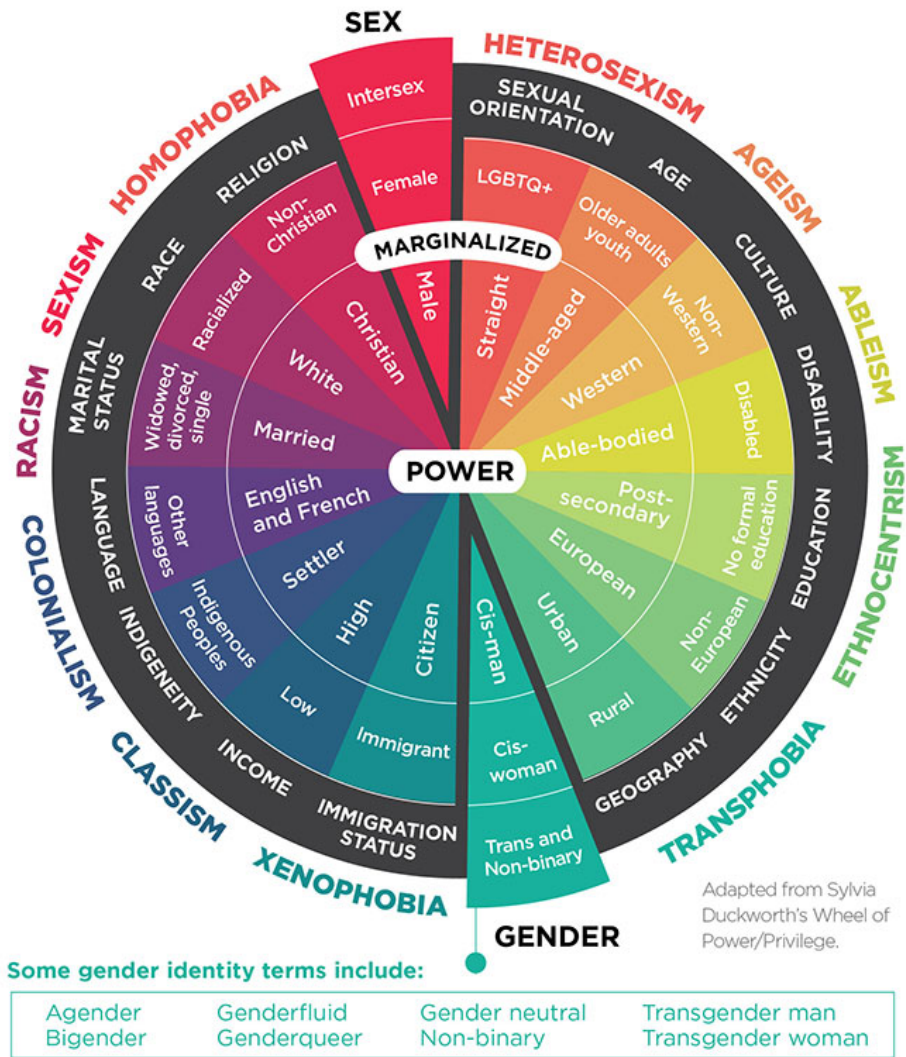 SEX
Intersex
Female
Male
HETEROSEXISM
SEXUAL
ORIENTATION
LGBTQ+
Straight
AGEISM
AGE
Older adults
youth
Middle-aged
CULTURE
Non-
Western
Western
ABLEISM
DISABILITY
Disabled
Able-bodied
EDUCATION
No formal
education
Post-
secondary
ETHNOCENTRISM
ETHNICITY
Non-
European
European
GEOGRAPHY
Rural
Urban
TRANSPHOBIA
Cis-man
Cis-
woman
Trans and
Non-binary
GENDER
XENOPHOBIA
IMMIGRATION
STATUS
Immigrant
Citizen
CLASSISM
INCOME
Low
High
COLONIALISM
INDIGENEITY
Indigenous
Peoples
Settler
LANGUAGE
Other
languages
English
and French
RACISM
MARITAL
STATUS
Widowed,
divorced,
single
Married
SEXISM
RACE
Racialized
White
HOMOPHOBIA
RELIGION
Non-
Christian
Christian
MARGINALIZED
POWER
Adapted from Sylvia
Duckworth's Wheel of
Power/Privilege.
Some gender identity terms include:
Agender Genderfluid Gender neutral Transgender man
Bigender Genderqueer Non-binary Transgender woman